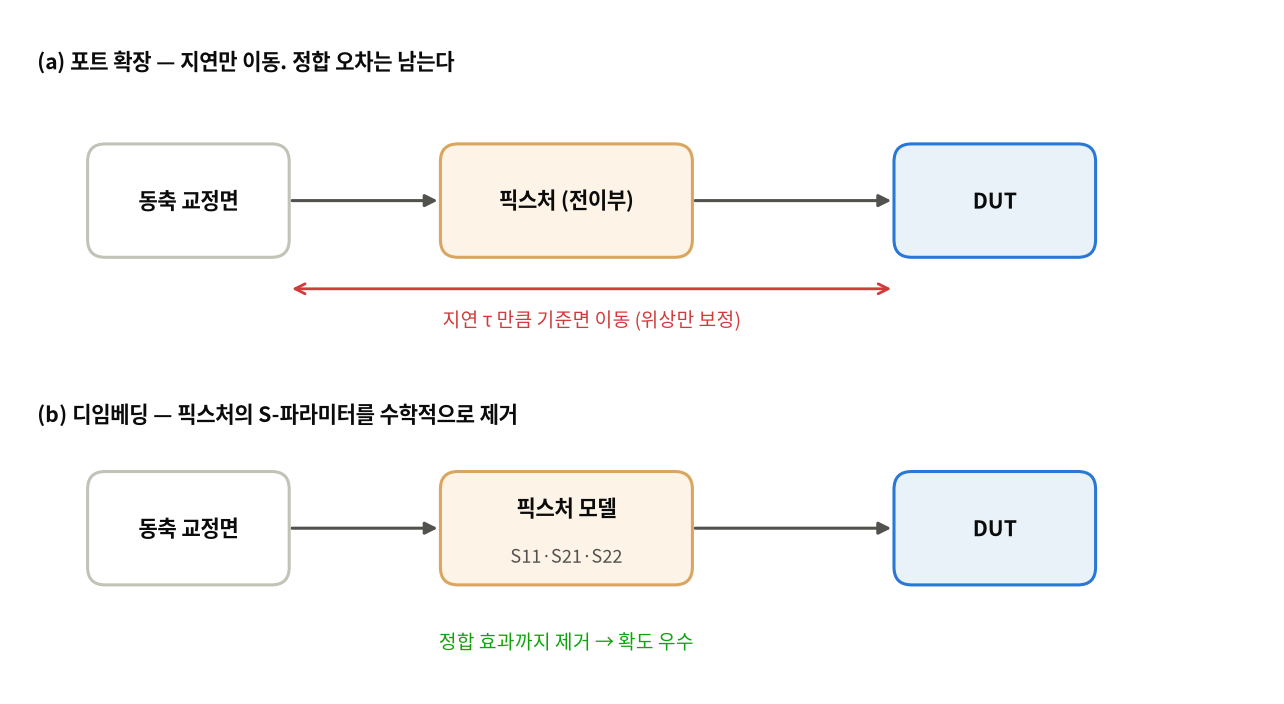 (a) 포트 확장 — 지연만 이동. 정합 오차는 남는다
동축 교정면
픽스처 (전이부)
DUT
지연 τ 만큼 기준면 이동 (위상만 보정)
(b) 디임베딩 — 픽스처의 S-파라미터를 수학적으로 제거
동축 교정면
픽스처 모델
S11·S21·S22
DUT
정합 효과까지 제거 → 확도 우수